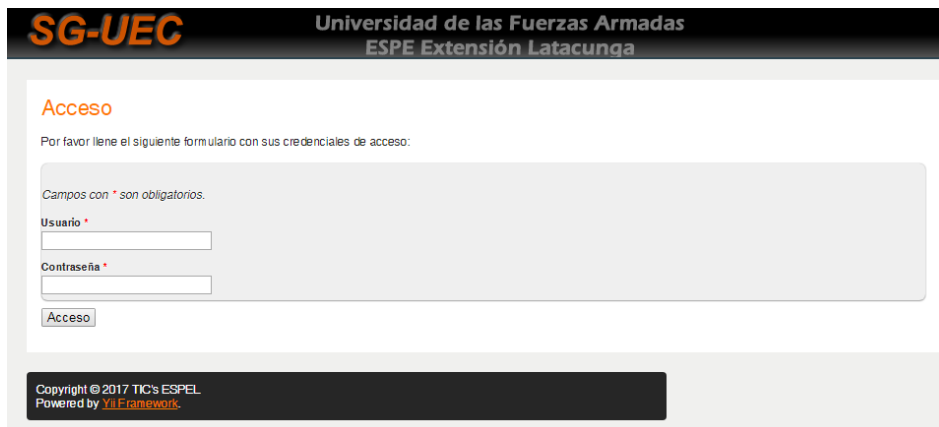 SG-UEC
Universidad de las Fuerzas Armadas
ESPE Extensión Latacunga
Acceso
Por favor llene el siguiente formulario con sus credenciales de acceso:
Campos con * son obligatorios.
Usuario *
Contraseña *
Acceso
Copyright © 2017 TIC's ESPEL
Powered by Yii Framework.